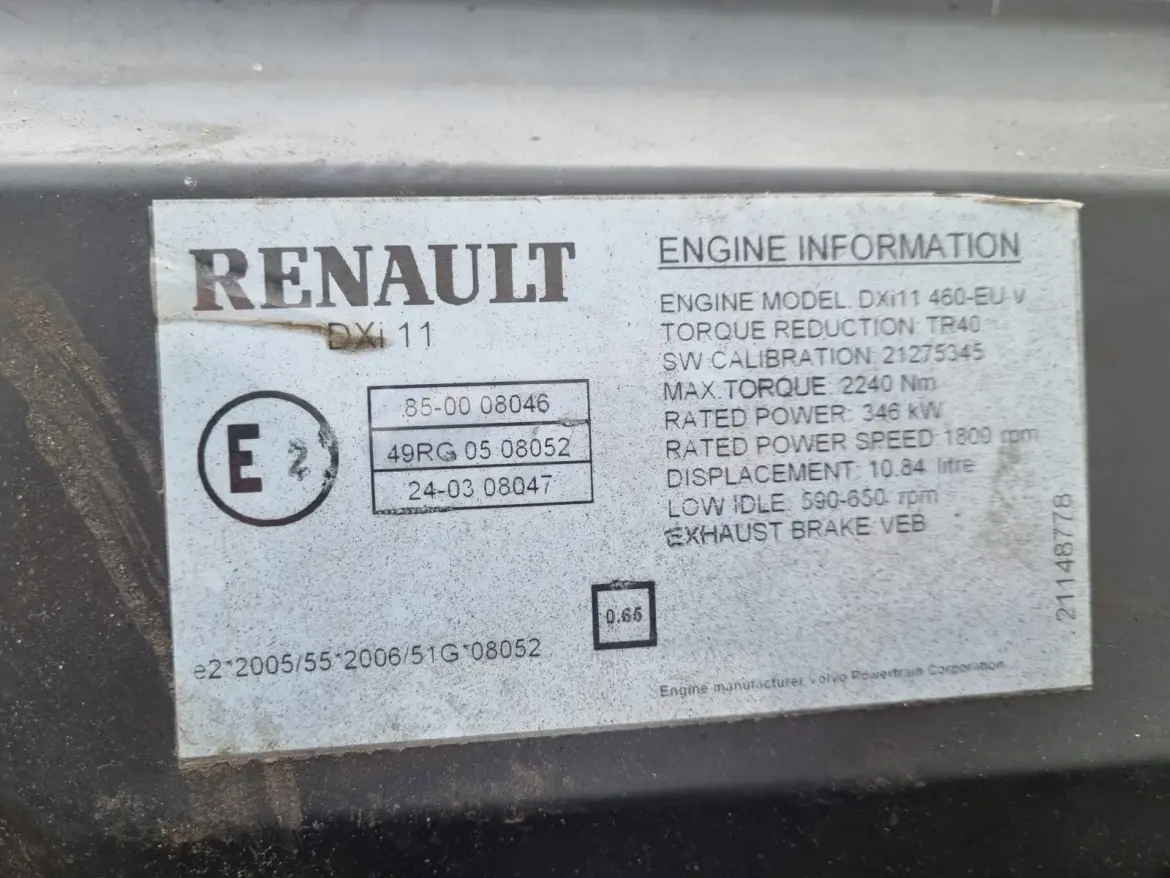 RENAULT
DXi 11
E 2
85-00 08046
49RG 05 08052
24-03 08047
e2*2005/55*2006/51G*08052
0.65
ENGINE INFORMATION
ENGINE MODEL: DXi11 460-EU V
TORQUE REDUCTION: TR40
SW CALIBRATION: 21275345
MAX.TORQUE: 2240 Nm
RATED POWER: 346 kW
RATED POWER SPEED: 1800 rpm
DISPLACEMENT: 10.84 litre
LOW IDLE: 590-650 rpm
EXHAUST BRAKE VEB
21148778
Engine manufacturer Volvo Powertrain Corporation